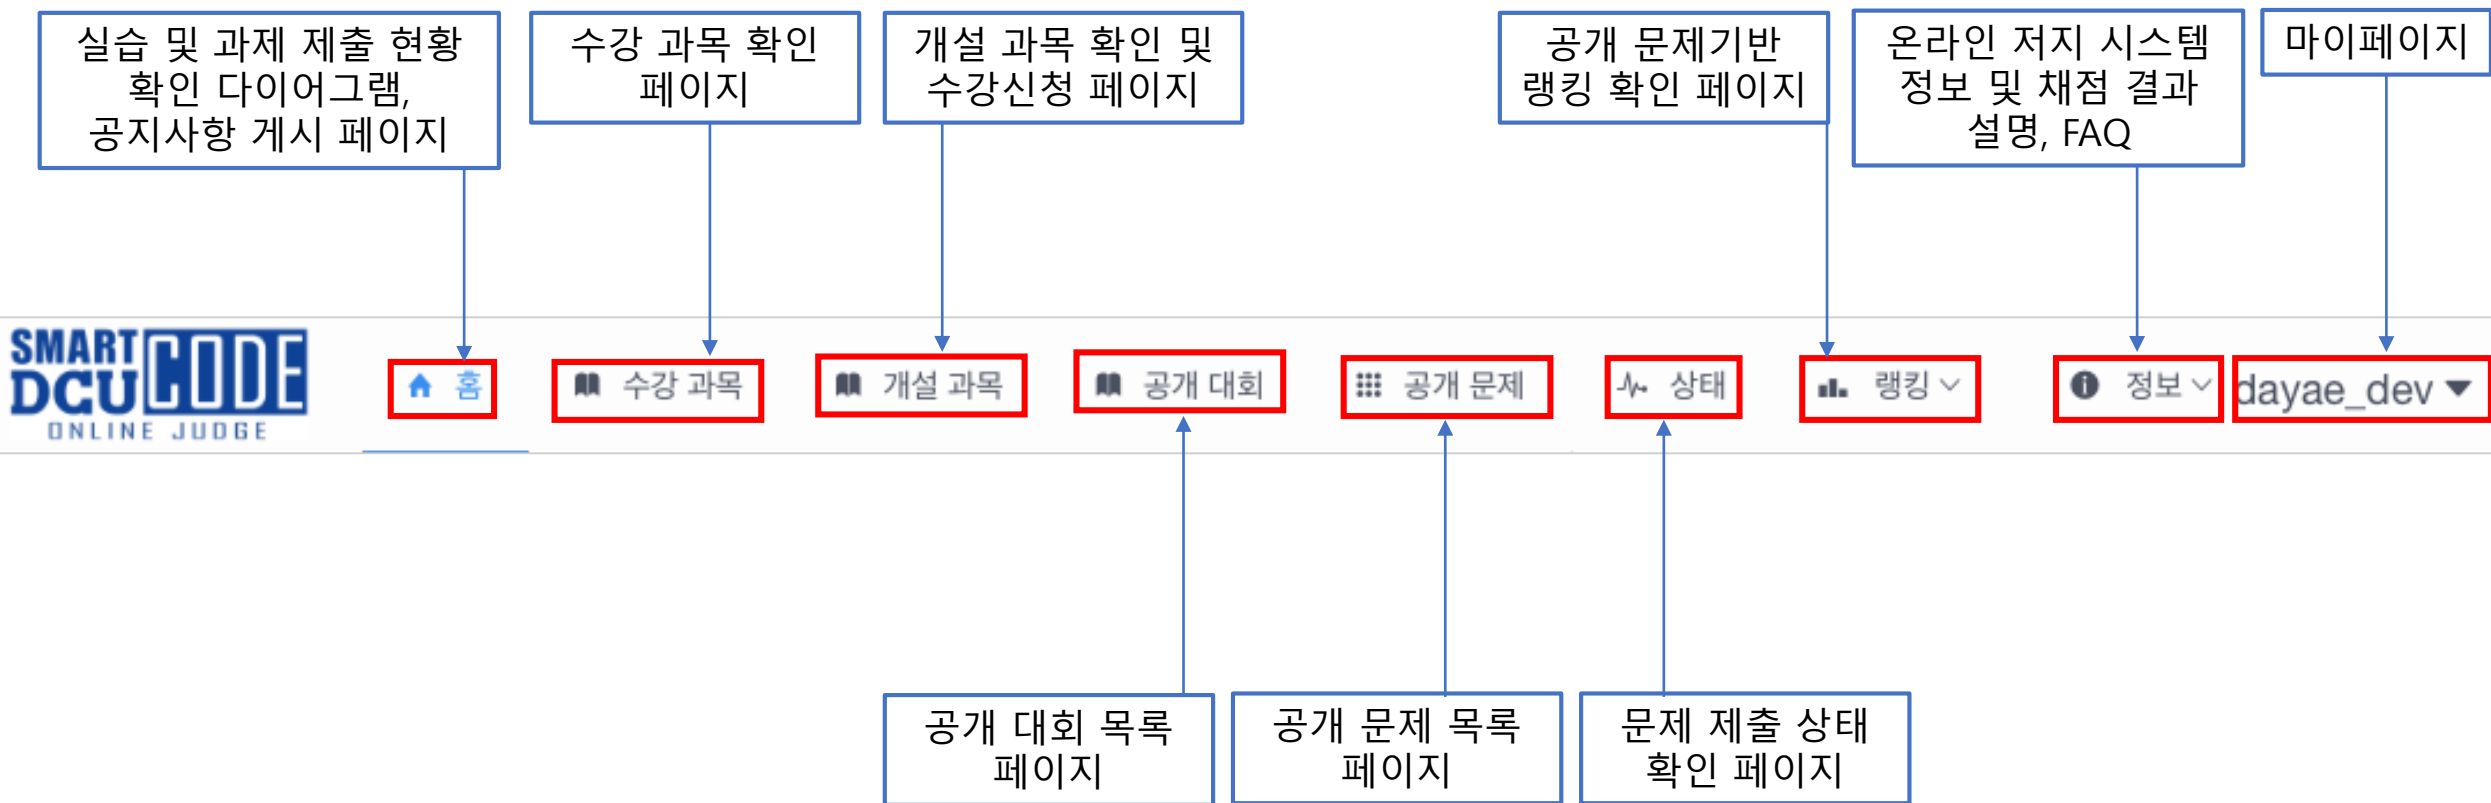 실습 및 과제 제출 현황
확인 다이어그램,
공지사항 게시 페이지
수강 과목 확인
페이지
개설 과목 확인 및
수강신청 페이지
공개 문제기반
랭킹 확인 페이지
온라인 저지 시스템
정보 및 채점 결과
설명, FAQ
마이페이지
SMART
DCU CODE
ONLINE JUDGE
홈
수강 과목
개설 과목
공개 대회
공개 문제
상태
랭킹
정보
dayae_dev
공개 대회 목록
페이지
공개 문제 목록
페이지
문제 제출 상태
확인 페이지